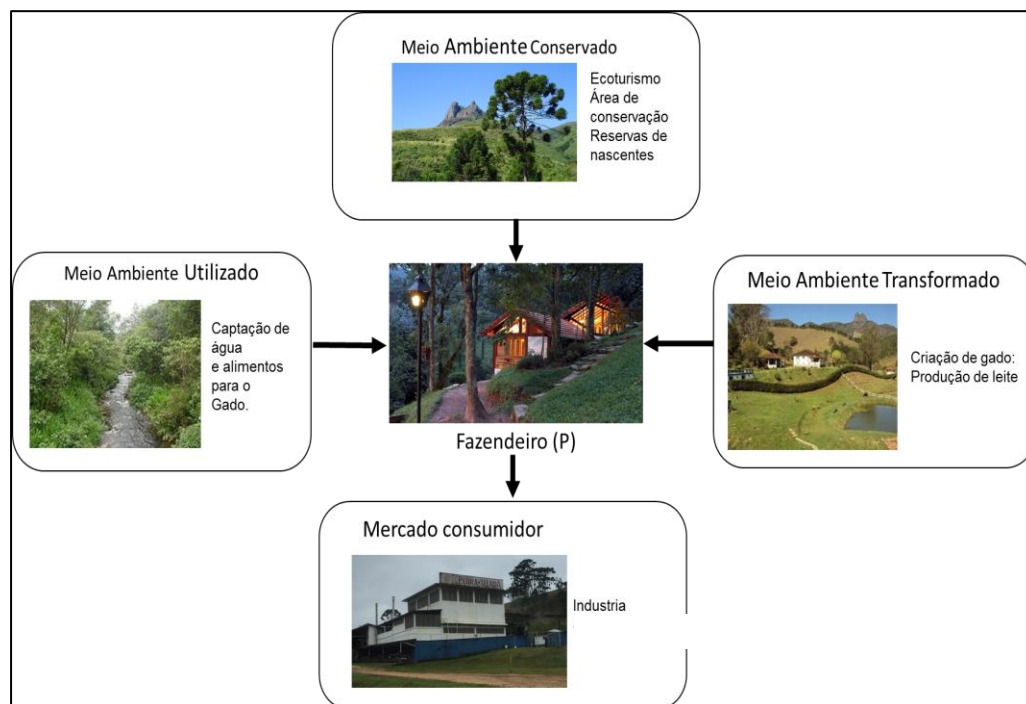 Meio Ambiente Conservado
Ecoturismo
Área de
conservação
Reservas de
nascentes
Meio Ambiente Utilizado
Captação de
água
e alimentos
para o
Gado.
Meio Ambiente Transformado
Criação de gado:
Produção de leite
Fazendeiro (P)
Mercado consumidor
Industria